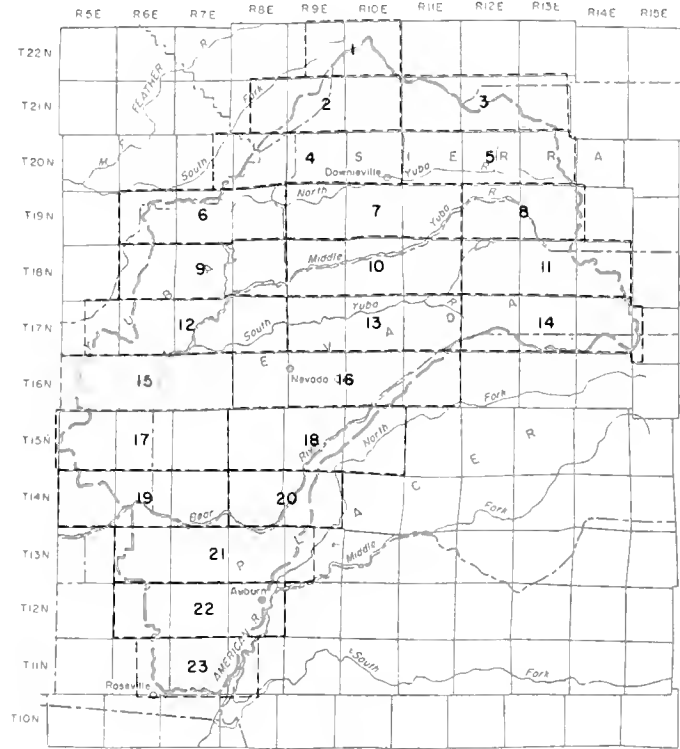 R5E R6E R7E R8E R9E R10E R11E R12E R13E R14E R15E
T22N
1
R
FEATHER
Fork
T21N
2
3
M
F
South
T20N
4
S I E 5 R R A
Downieville
Yuba R
North
T19N
6
7
Yuba
R
8
T18N
9
A
Middle
10
11
B
U
T17N
12
South
Yuba
R
13
D
A
14
A
V
E
T16N
15
Nevada
16
Fork
T15N
17
18
River
North
R
E
T14N
19
Bear
20
C
Fork
A
T13N
21
P
Middle
T12N
22
Auburn
AMERICAN R.
T11N
23
South
Fork
Roseville
T10N